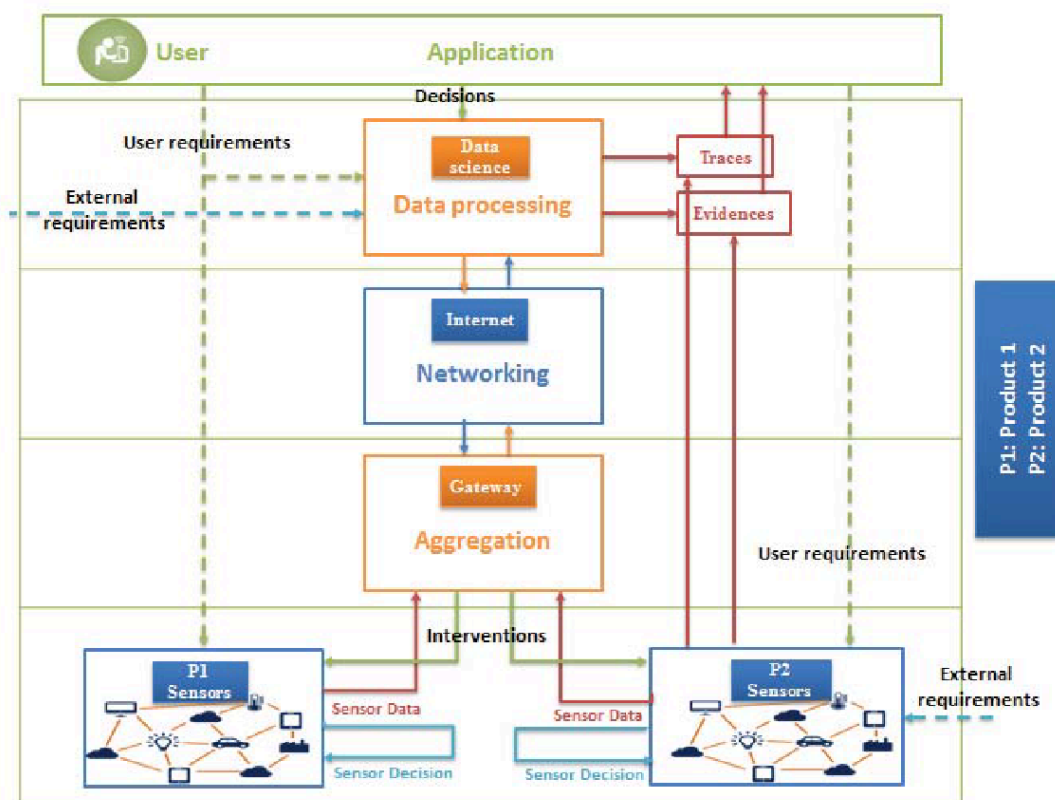 User
Application
Decisions
User requirements
External
requirements
Data
science
Data processing
Traces
Evidences
Internet
Networking
Gateway
Aggregation
P1: Product 1
P2: Product 2
User requirements
Interventions
P1
Sensors
Sensor Data
Sensor Decision
P2
Sensors
Sensor Data
Sensor Decision
External
requirements